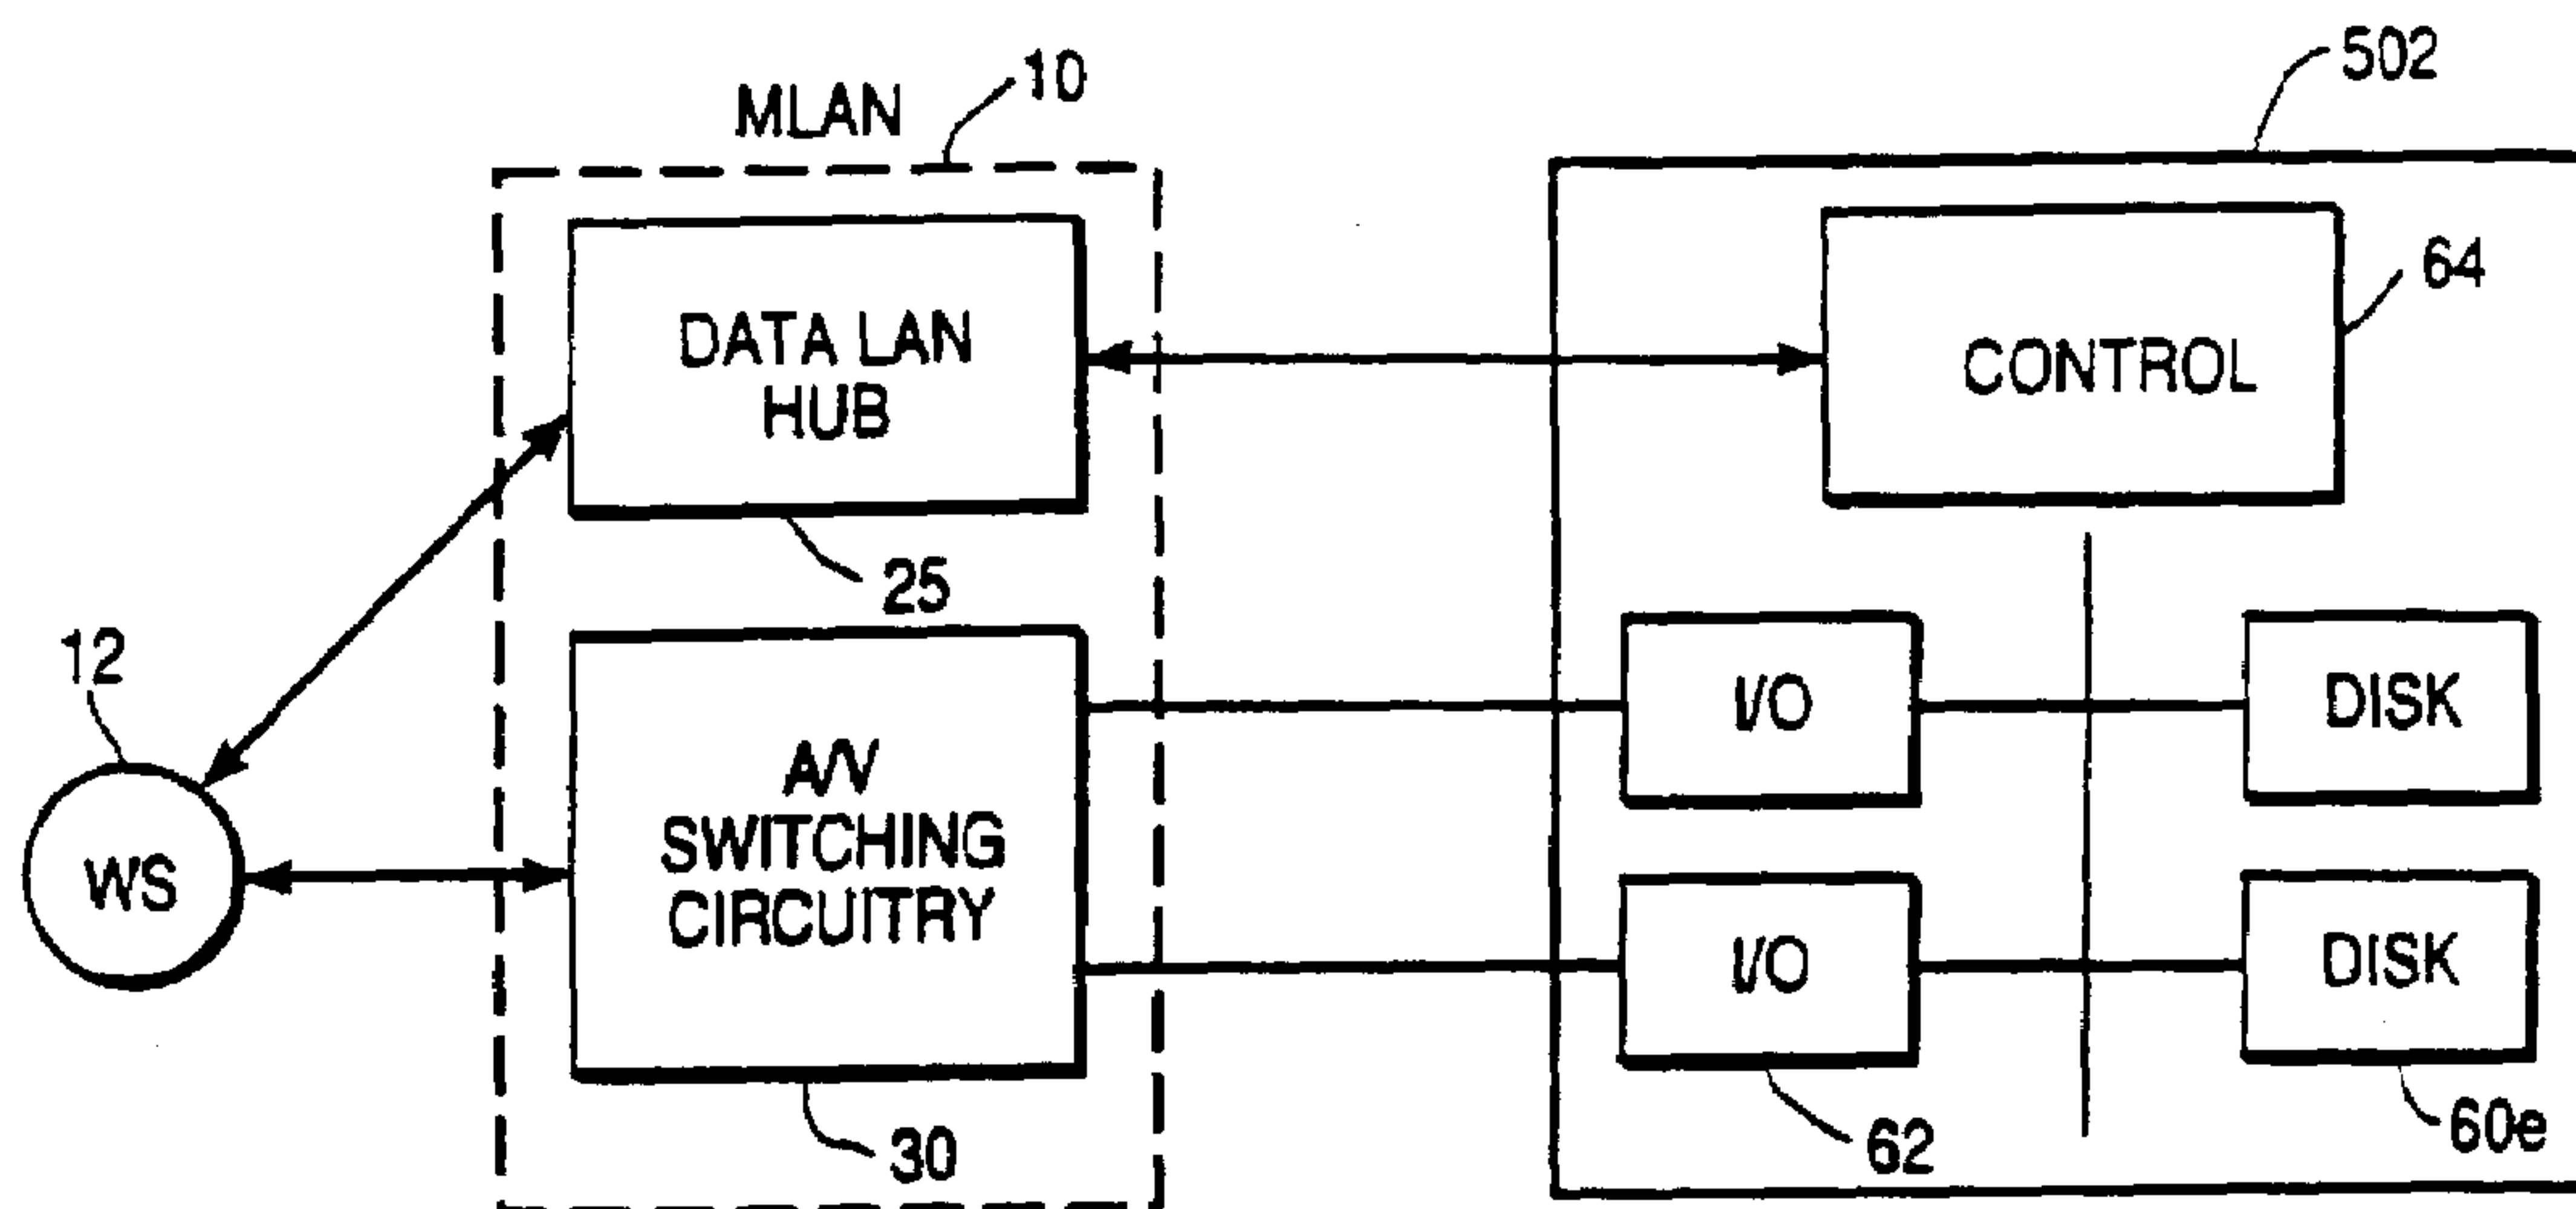 MLAN
10
502
DATA LAN
HUB
25
CONTROL
64
12
WS
A/V
SWITCHING
CIRCUITRY
30
I/O
DISK
I/O
DISK
62
60e